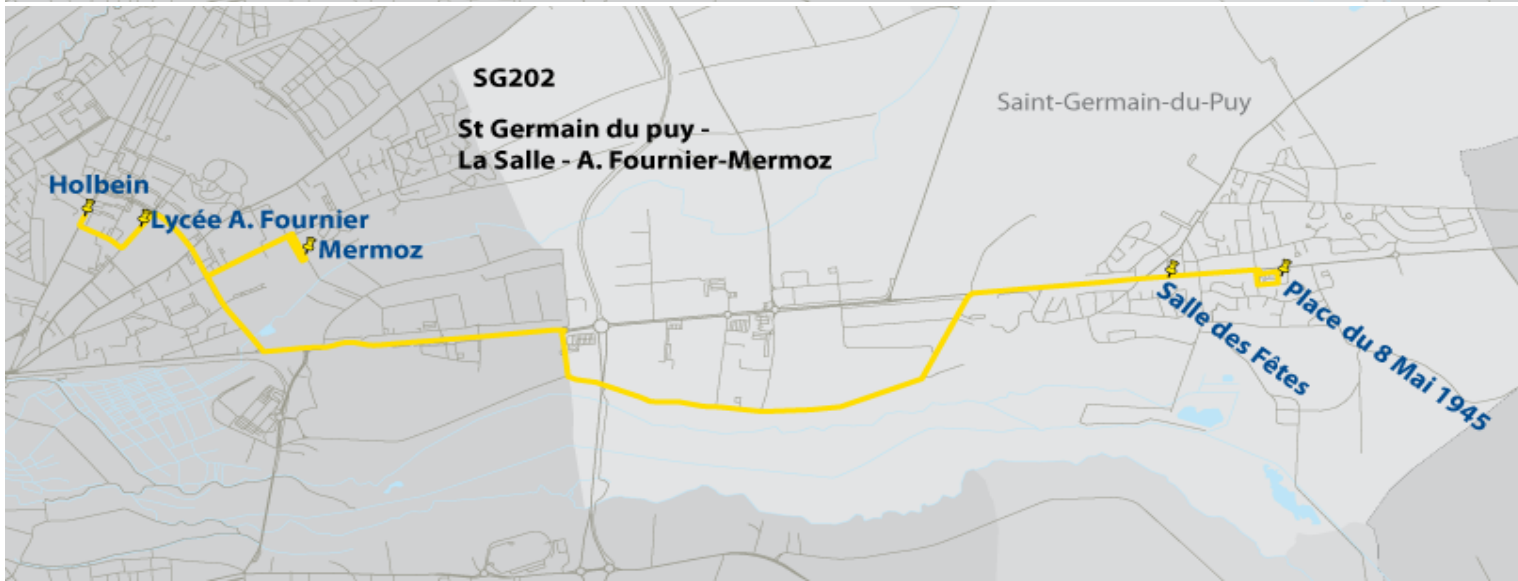 SG202
St Germain du puy -
La Salle - A. Fournier-Mermoz
Saint-Germain-du-Puy
Holbein
Lycée A. Fournier
Mermoz
Salle des Fêtes
Place du 8 Mai 1945